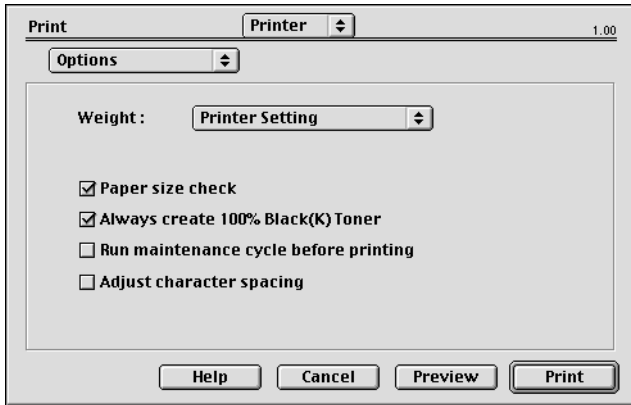 Print Printer 1.00
Options
Weight : Printer Setting
Paper size check
Always create 100% Black(K) Toner
Run maintenance cycle before printing
Adjust character spacing
Help Cancel Preview Print